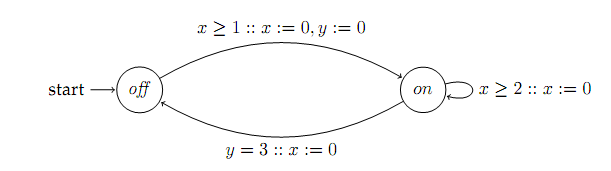 x ≥ 1 :: x := 0, y := 0
start
off
on
x ≥ 2 :: x := 0
y = 3 :: x := 0